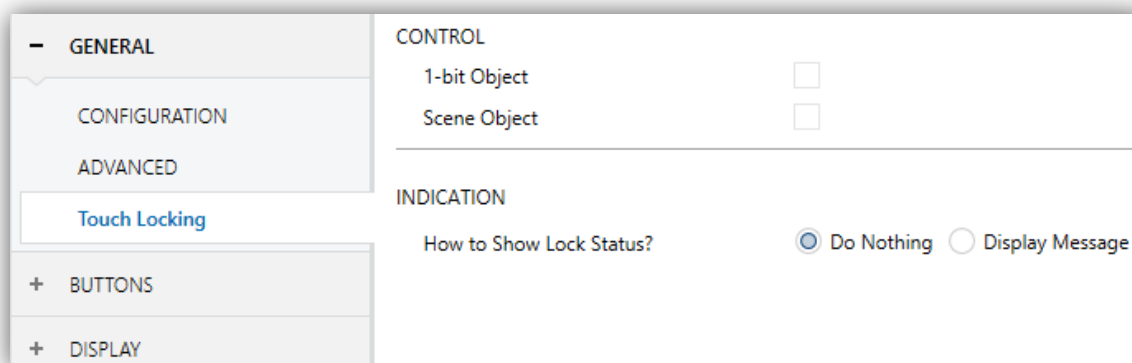 GENERAL
CONFIGURATION
ADVANCED
Touch Locking
BUTTONS
DISPLAY
CONTROL
1-bit Object
Scene Object
INDICATION
How to Show Lock Status? Do Nothing Display Message